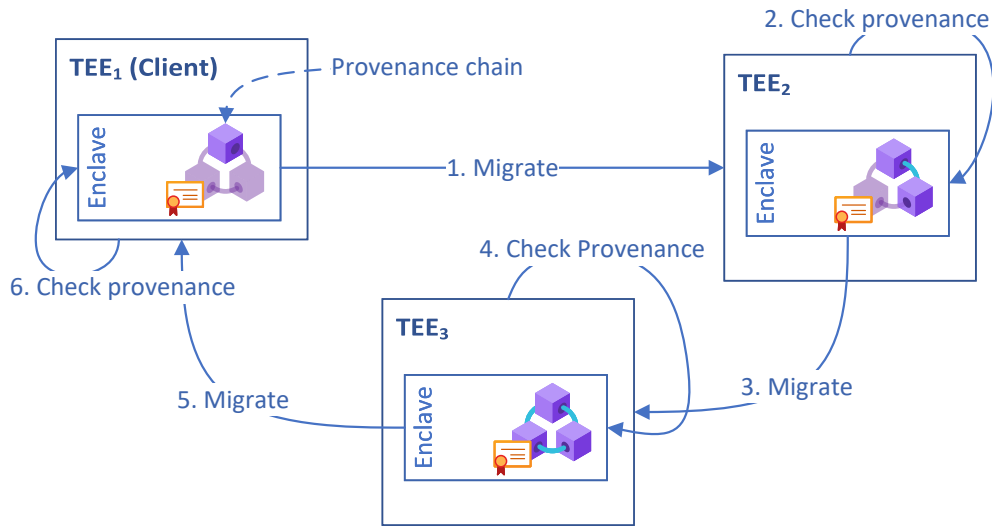 2. Check provenance
TEE₁ (Client)
Provenance chain
TEE₂
Enclave
1. Migrate
Enclave
4. Check Provenance
6. Check provenance
TEE₃
3. Migrate
5. Migrate
Enclave